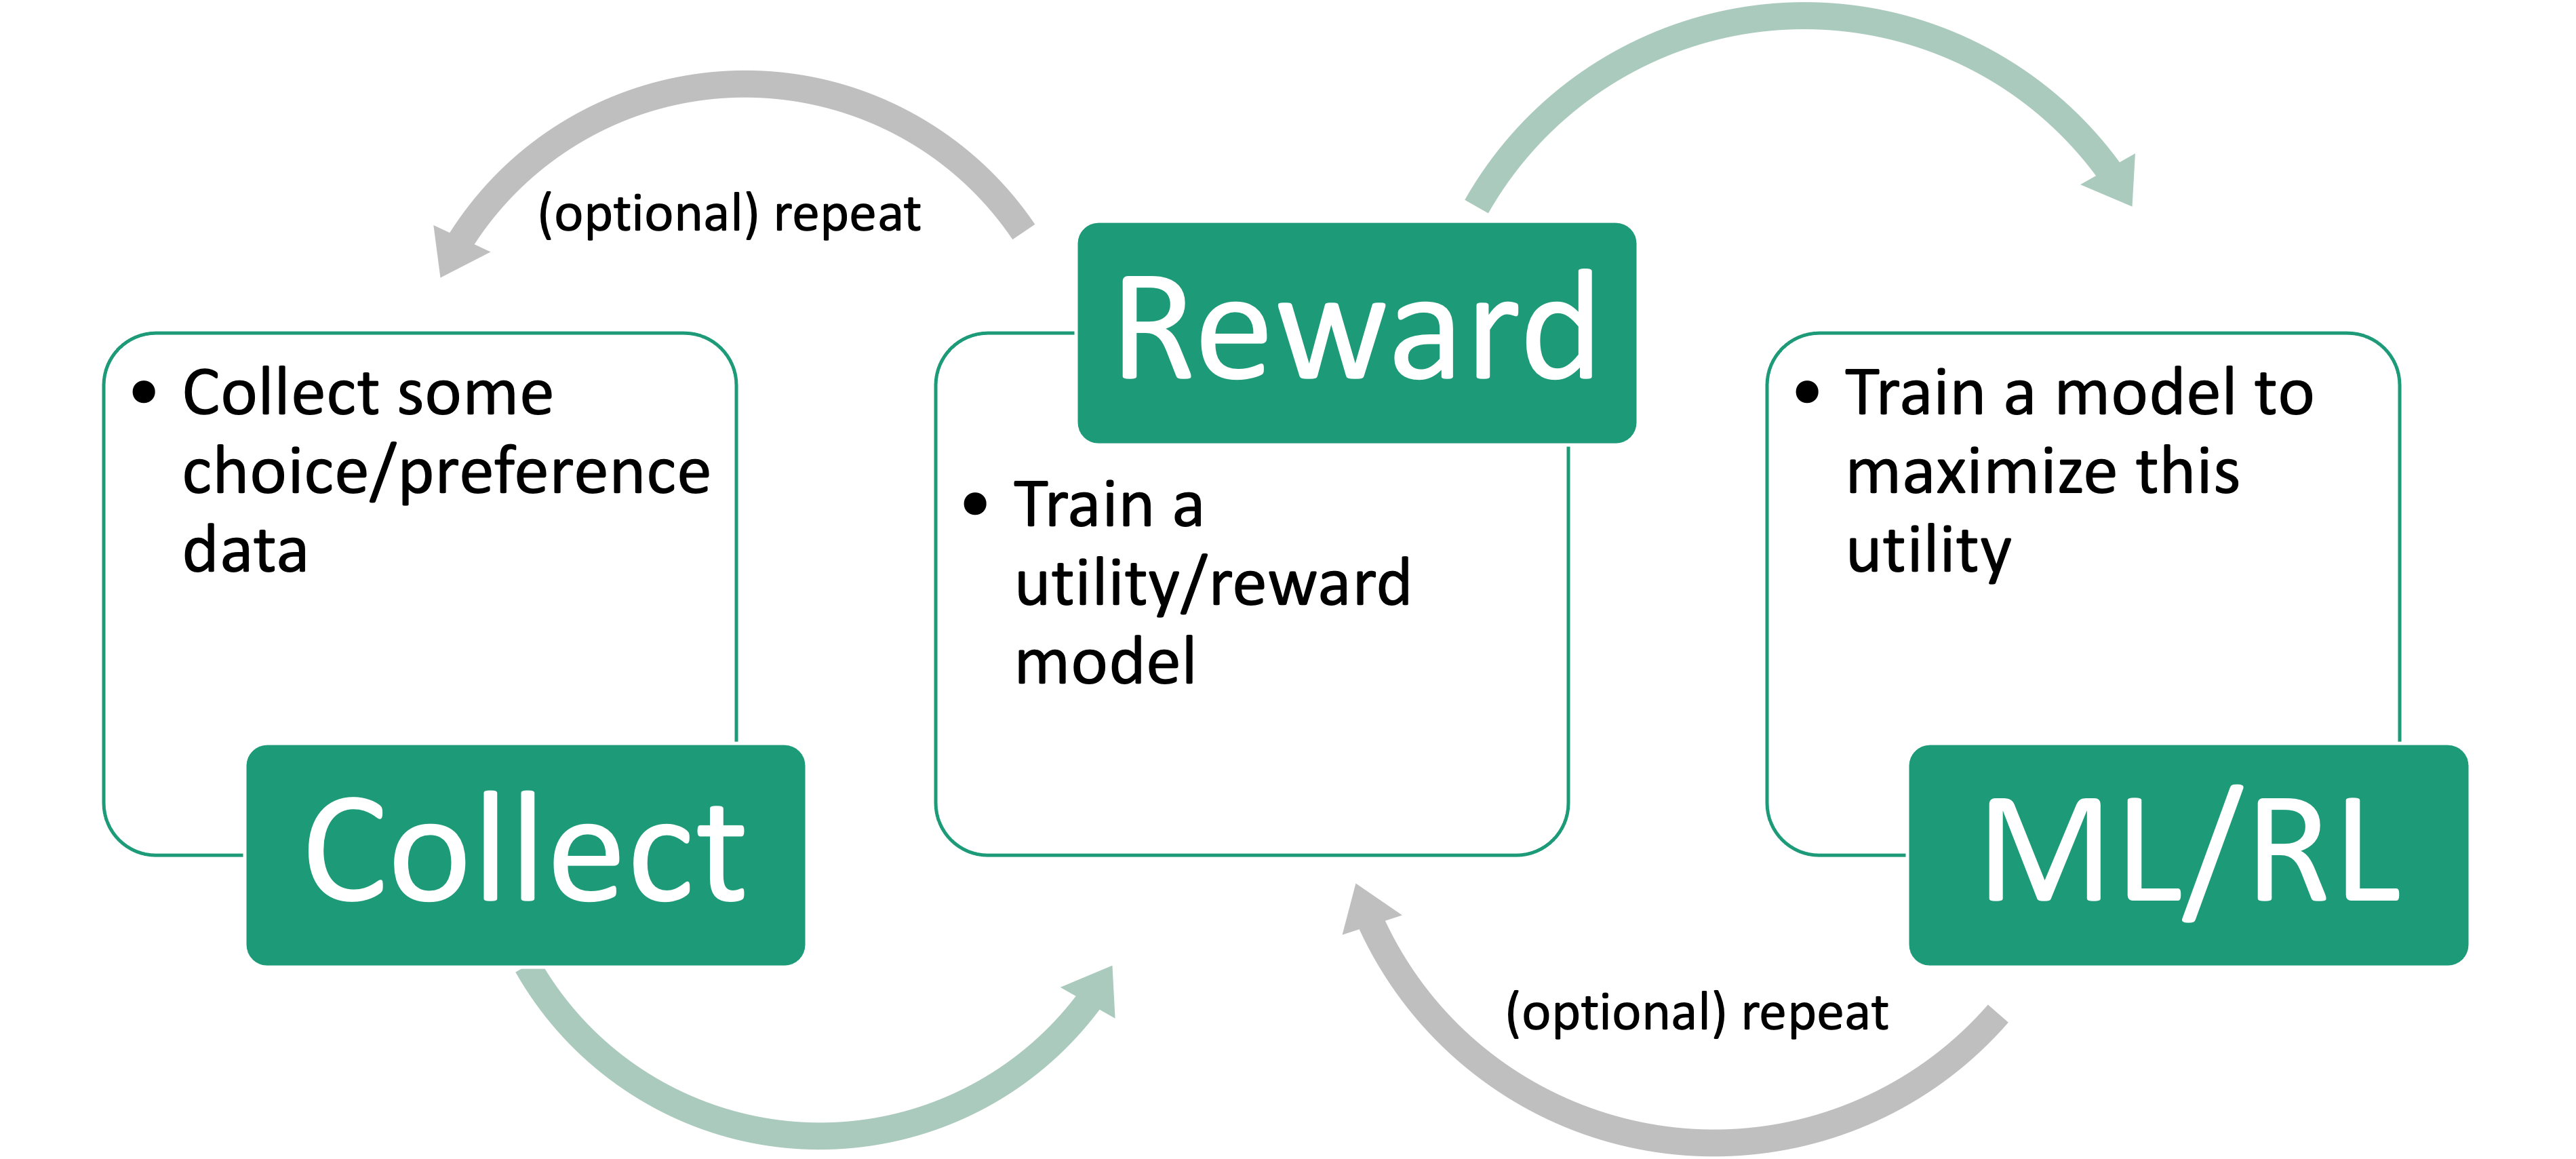 (optional) repeat
• Collect some
choice/preference
data
Collect
Reward
• Train a
utility/reward
model
• Train a model to
maximize this
utility
ML/RL
(optional) repeat